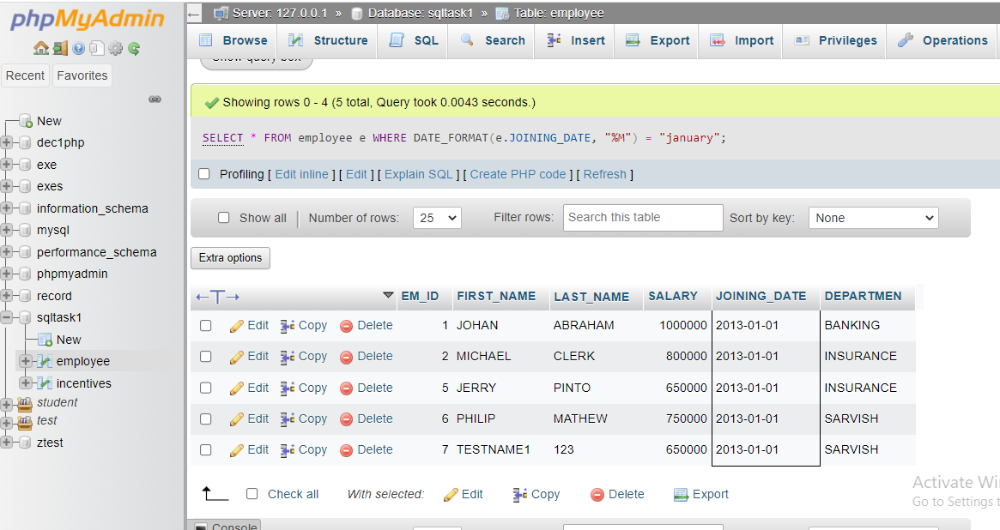 phpMyAdmin
Recent Favorites
New
dec1php
exe
exes
information_schema
mysql
performance_schema
phpmyadmin
record
sqltask1
New
employee
incentives
student
test
ztest
Server: 127.0.0.1 » Database: sqltask1 » Table: employee
Browse Structure SQL Search Insert Export Import Privileges Operations
Show query box
Showing rows 0 - 4 (5 total, Query took 0.0043 seconds.)
SELECT * FROM employee e WHERE DATE_FORMAT(e.JOINING_DATE, "%M") = "january";
Profiling [ Edit inline ] [ Edit ] [ Explain SQL ] [ Create PHP code ] [ Refresh ]
Show all | Number of rows: 25 Filter rows: Search this table Sort by key: None
Extra options
←T→ EM_ID FIRST_NAME LAST_NAME SALARY JOINING_DATE DEPARTMEN
Edit Copy Delete 1 JOHAN ABRAHAM 1000000 2013-01-01 BANKING
Edit Copy Delete 2 MICHAEL CLERK 800000 2013-01-01 INSURANCE
Edit Copy Delete 5 JERRY PINTO 650000 2013-01-01 INSURANCE
Edit Copy Delete 6 PHILIP MATHEW 750000 2013-01-01 SARVISH
Edit Copy Delete 7 TESTNAME1 123 650000 2013-01-01 SARVISH
Check all With selected: Edit Copy Delete Export
Activate Wi
Go to Settings t
Console